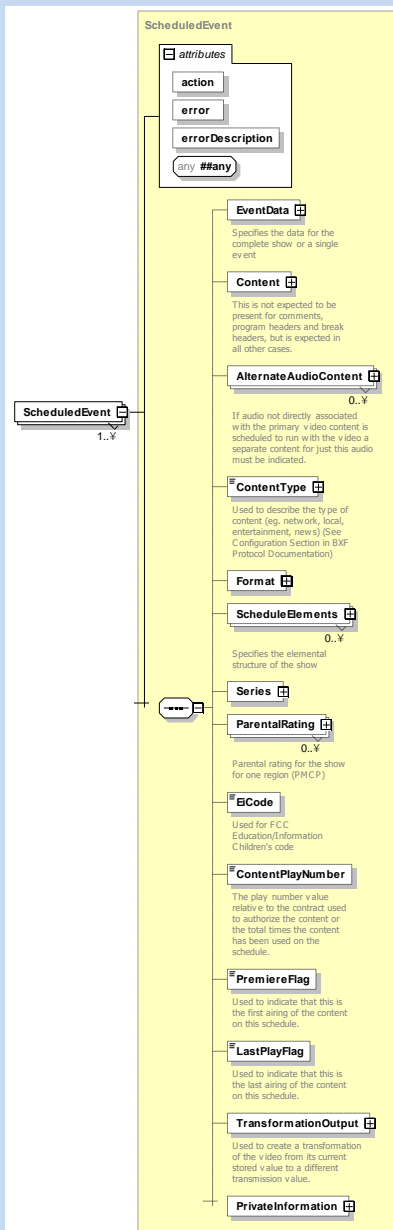 ScheduledEvent
attributes
action
error
errorDescription
any ##any
EventData
Specifies the data for the
complete show or a single
event
Content
This is not expected to be
present for comments,
program headers and break
headers, but is expected in
all other cases.
AlternateAudioContent
0..¥
If audio not directly associated
with the primary video content is
scheduled to run with the video a
separate content for just this audio
must be indicated.
ScheduledEvent
1..¥
ContentType
Used to describe the type of
content (eg. network, local,
entertainment, news) (See
Configuration Section in BXF
Protocol Documentation)
Format
ScheduleElements
0..¥
Specifies the elemental
structure of the show
Series
ParentalRating
0..¥
Parental rating for the show
for one region (PMCP)
EiCode
Used for FCC
Education/Information
Children's code
ContentPlayNumber
The play number value
relative to the contract used
to authorize the content or
the total times the content
has been used on the
schedule.
PremiereFlag
Used to indicate that this is
the first airing of the content
on this schedule.
LastPlayFlag
Used to indicate that this is
the last airing of the content
on this schedule.
TransformationOutput
Used to create a transformation
of the video from its current
stored value to a different
transmission value.
PrivateInformation